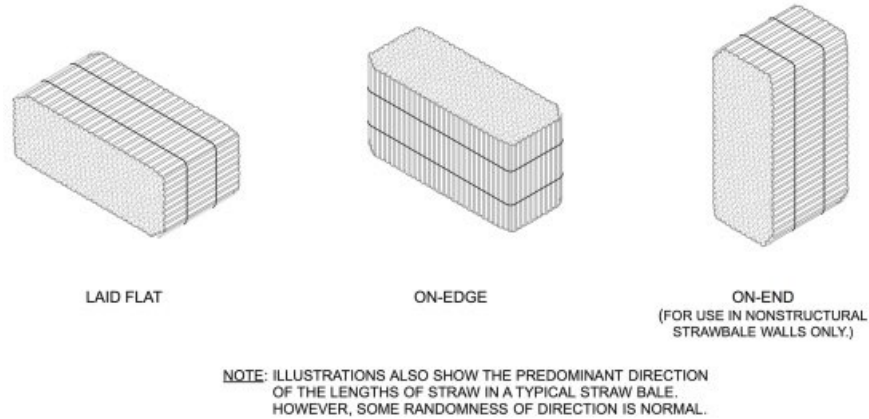 LAID FLAT
ON-EDGE
ON-END
(FOR USE IN NONSTRUCTURAL
STRAWBALE WALLS ONLY.)
NOTE: ILLUSTRATIONS ALSO SHOW THE PREDOMINANT DIRECTION
OF THE LENGTHS OF STRAW IN A TYPICAL STRAW BALE.
HOWEVER, SOME RANDOMNESS OF DIRECTION IS NORMAL.